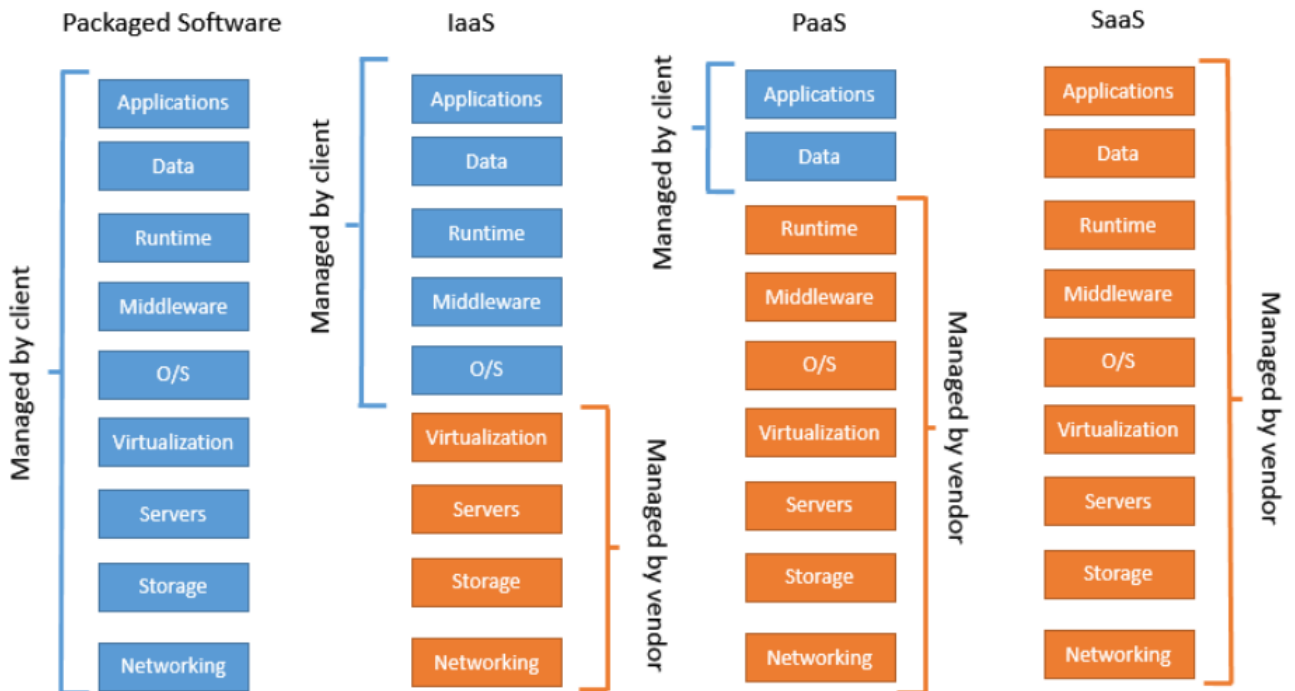 Packaged Software
Managed by client
Applications
Data
Runtime
Middleware
O/S
Virtualization
Servers
Storage
Networking
IaaS
Managed by client
Applications
Data
Runtime
Middleware
O/S
Virtualization
Servers
Storage
Networking
Managed by vendor
PaaS
Managed by client
Applications
Data
Runtime
Middleware
O/S
Virtualization
Servers
Storage
Networking
Managed by vendor
SaaS
Applications
Data
Runtime
Middleware
O/S
Virtualization
Servers
Storage
Networking
Managed by vendor